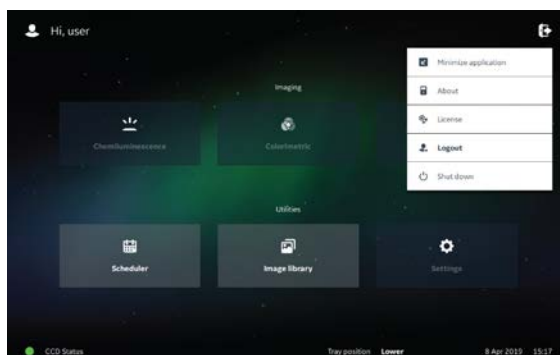 Hi, user
Minimize application
About
License
Logout
Shut down
Imaging
Chemiluminescence
Colorimetric
Utilities
Scheduler
Image library
Settings
CCD Status
Tray position Lower
8 Apr 2019 15:17